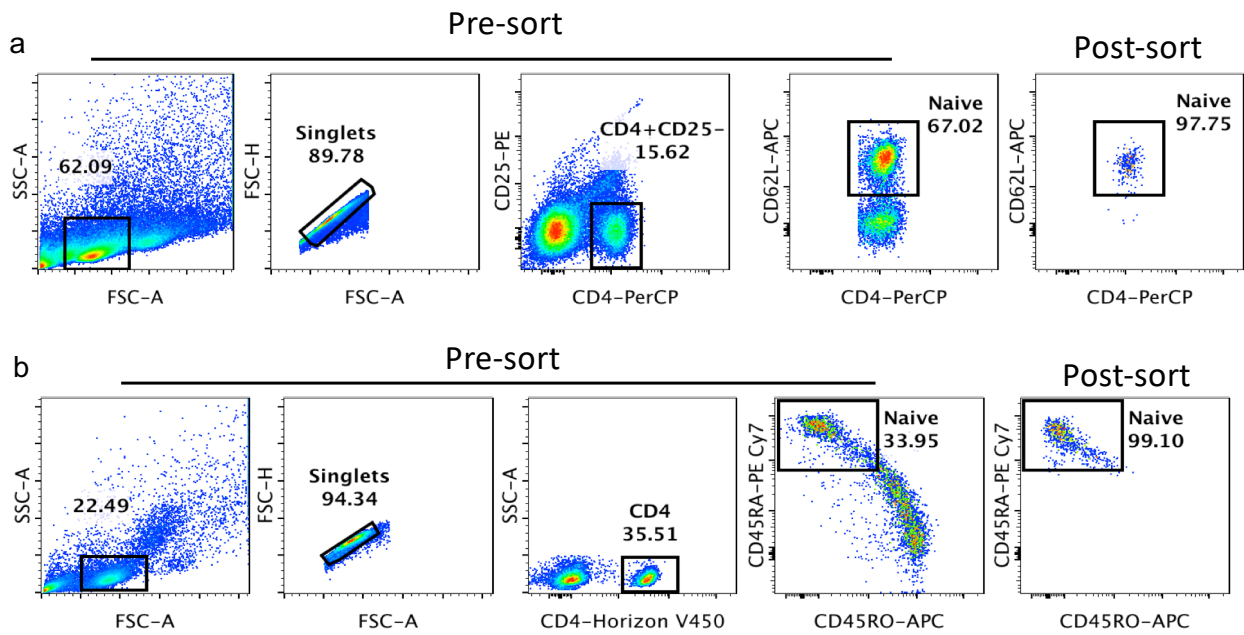 Pre-sort
a
Post-sort
SSC-A
62.09
FSC-A
FSC-H
Singlets
89.78
FSC-A
CD25-PE
CD4+CD25-
15.62
CD4-PerCP
CD62L-APC
Naive
67.02
CD4-PerCP
CD62L-APC
Naive
97.75
CD4-PerCP
Pre-sort
b
Post-sort
SSC-A
22.49
FSC-A
FSC-H
Singlets
94.34
FSC-A
SSC-A
CD4
35.51
CD4-Horizon V450
CD45RA-PE Cy7
Naive
33.95
CD45RO-APC
CD45RA-PE Cy7
Naive
99.10
CD45RO-APC